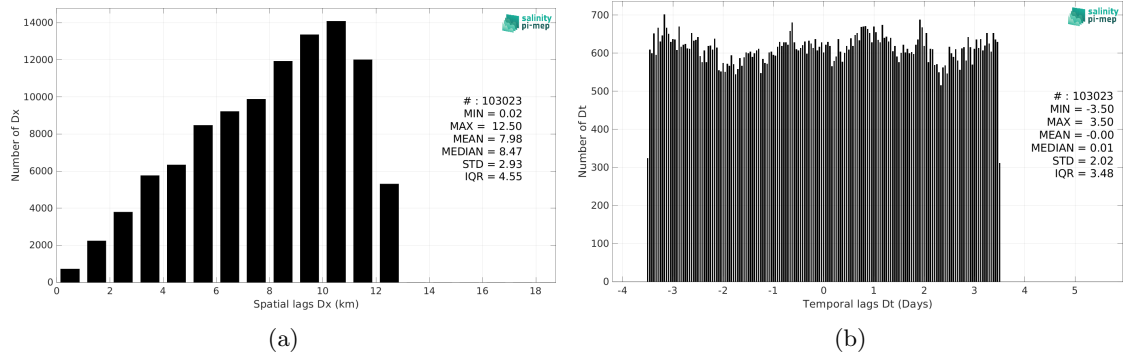 14000
12000
10000
8000
6000
4000
2000
0
Number of Dx
0 2 4 6 8 10 12 14 16 18
Spatial lags Dx (km)
salinity
pi-mep
# : 103023
MIN = 0.02
MAX = 12.50
MEAN = 7.98
MEDIAN = 8.47
STD = 2.93
IQR = 4.55
(a)
700
600
500
400
300
200
100
0
Number of Dt
-4 -3 -2 -1 0 1 2 3 4 5
Temporal lags Dt (Days)
salinity
pi-mep
# : 103023
MIN = -3.50
MAX = 3.50
MEAN = -0.00
MEDIAN = 0.01
STD = 2.02
IQR = 3.48
(b)